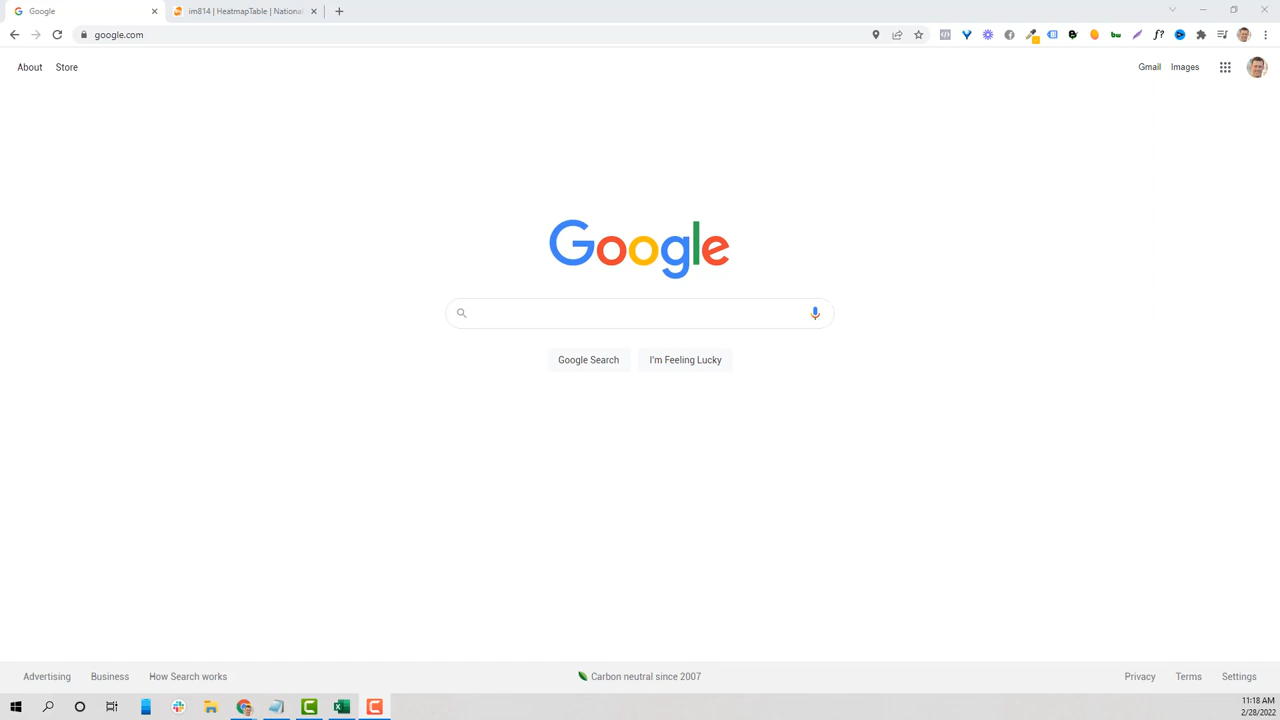 Google
im814 | HeatmapTable | Nationa
google.com
About
Store
Gmail
Images
Google
Google Search
I'm Feeling Lucky
Advertising
Business
How Search works
Carbon neutral since 2007
Privacy
Terms
Settings
11:18 AM
2/28/2022